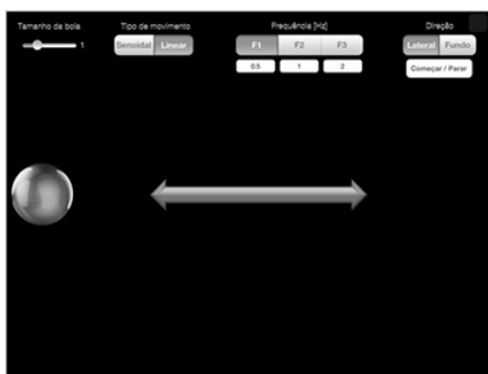 Tamanho da bola
Tipo de movimento
Frequência [Hz]
Direção
1
Senoidal Linear
F1 F2 F3
Lateral Fundo
0.5 1 2
Começar / Parar